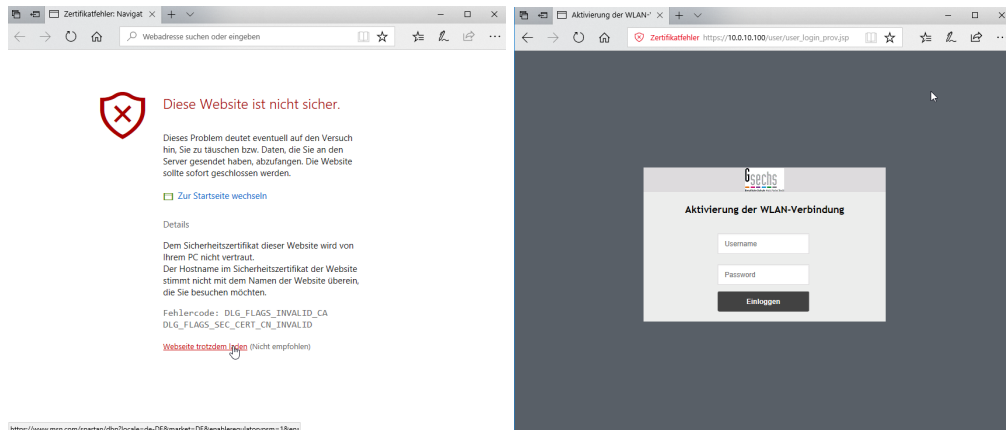 Zertifikatfehler: Navigat
Webadresse suchen oder eingeben
Diese Website ist nicht sicher.
Dieses Problem deutet eventuell auf den Versuch
hin, Sie zu täuschen bzw. Daten, die Sie an den
Server gesendet haben, abzufangen. Die Website
sollte sofort geschlossen werden.
Zur Startseite wechseln
Details
Dem Sicherheitszertifikat dieser Website wird von
Ihrem PC nicht vertraut.
Der Hostname im Sicherheitszertifikat der Website
stimmt nicht mit dem Namen der Website überein,
die Sie besuchen möchten.
Fehlercode: DLG_FLAGS_INVALID_CA
DLG_FLAGS_SEC_CERT_CN_INVALID
Webseite trotzdem laden (Nicht empfohlen)
Aktivierung der WLAN-'
Zertifikatfehler https://10.0.10.100/user/user_login_prov.jsp
Gsechs
Aktivierung der WLAN-Verbindung
Username
Password
Einloggen